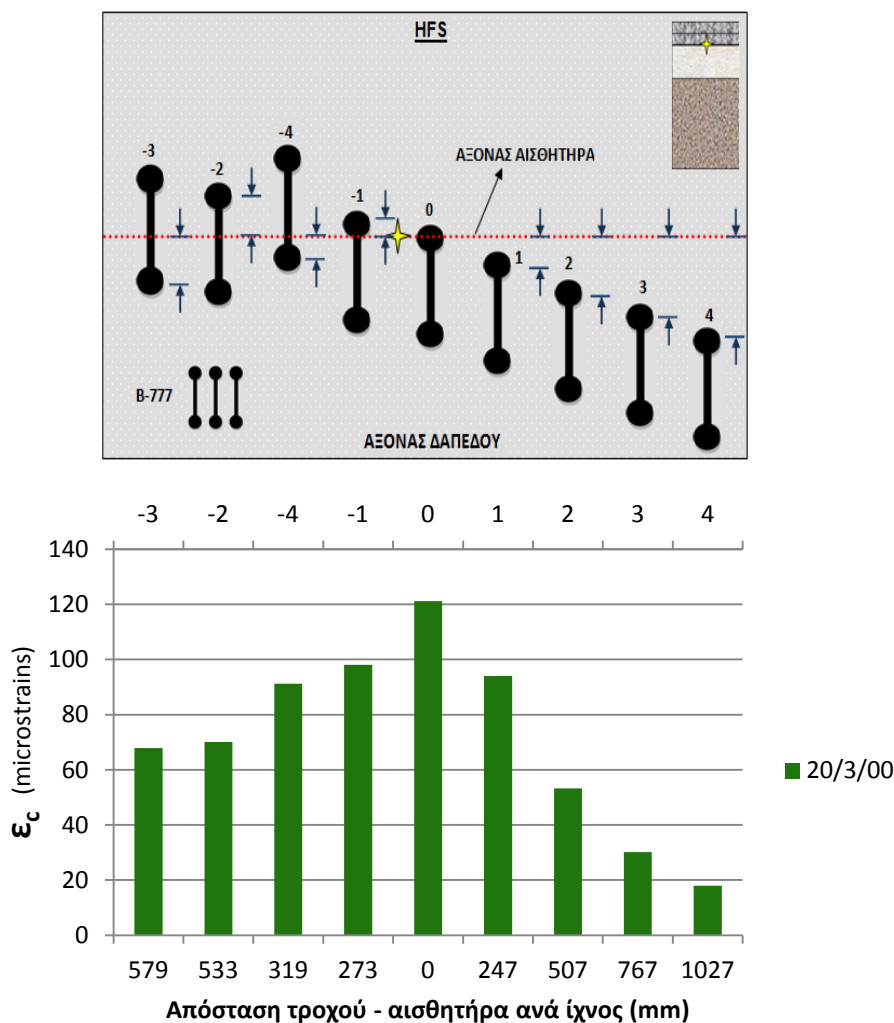 HFS
-4
-3
-2
ΑΞΟΝΑΣ ΑΙΣΘΗΤΗΡΑ
-1
0
1
2
3
4
B-777
ΑΞΟΝΑΣ ΔΑΠΕΔΟΥ
-3 -2 -4 -1 0 1 2 3 4
140
120
100
80
60
40
20
0
εc (microstrains)
20/3/00
579 533 319 273 0 247 507 767 1027
Απόσταση τροχού - αισθητήρα ανά ίχνος (mm)